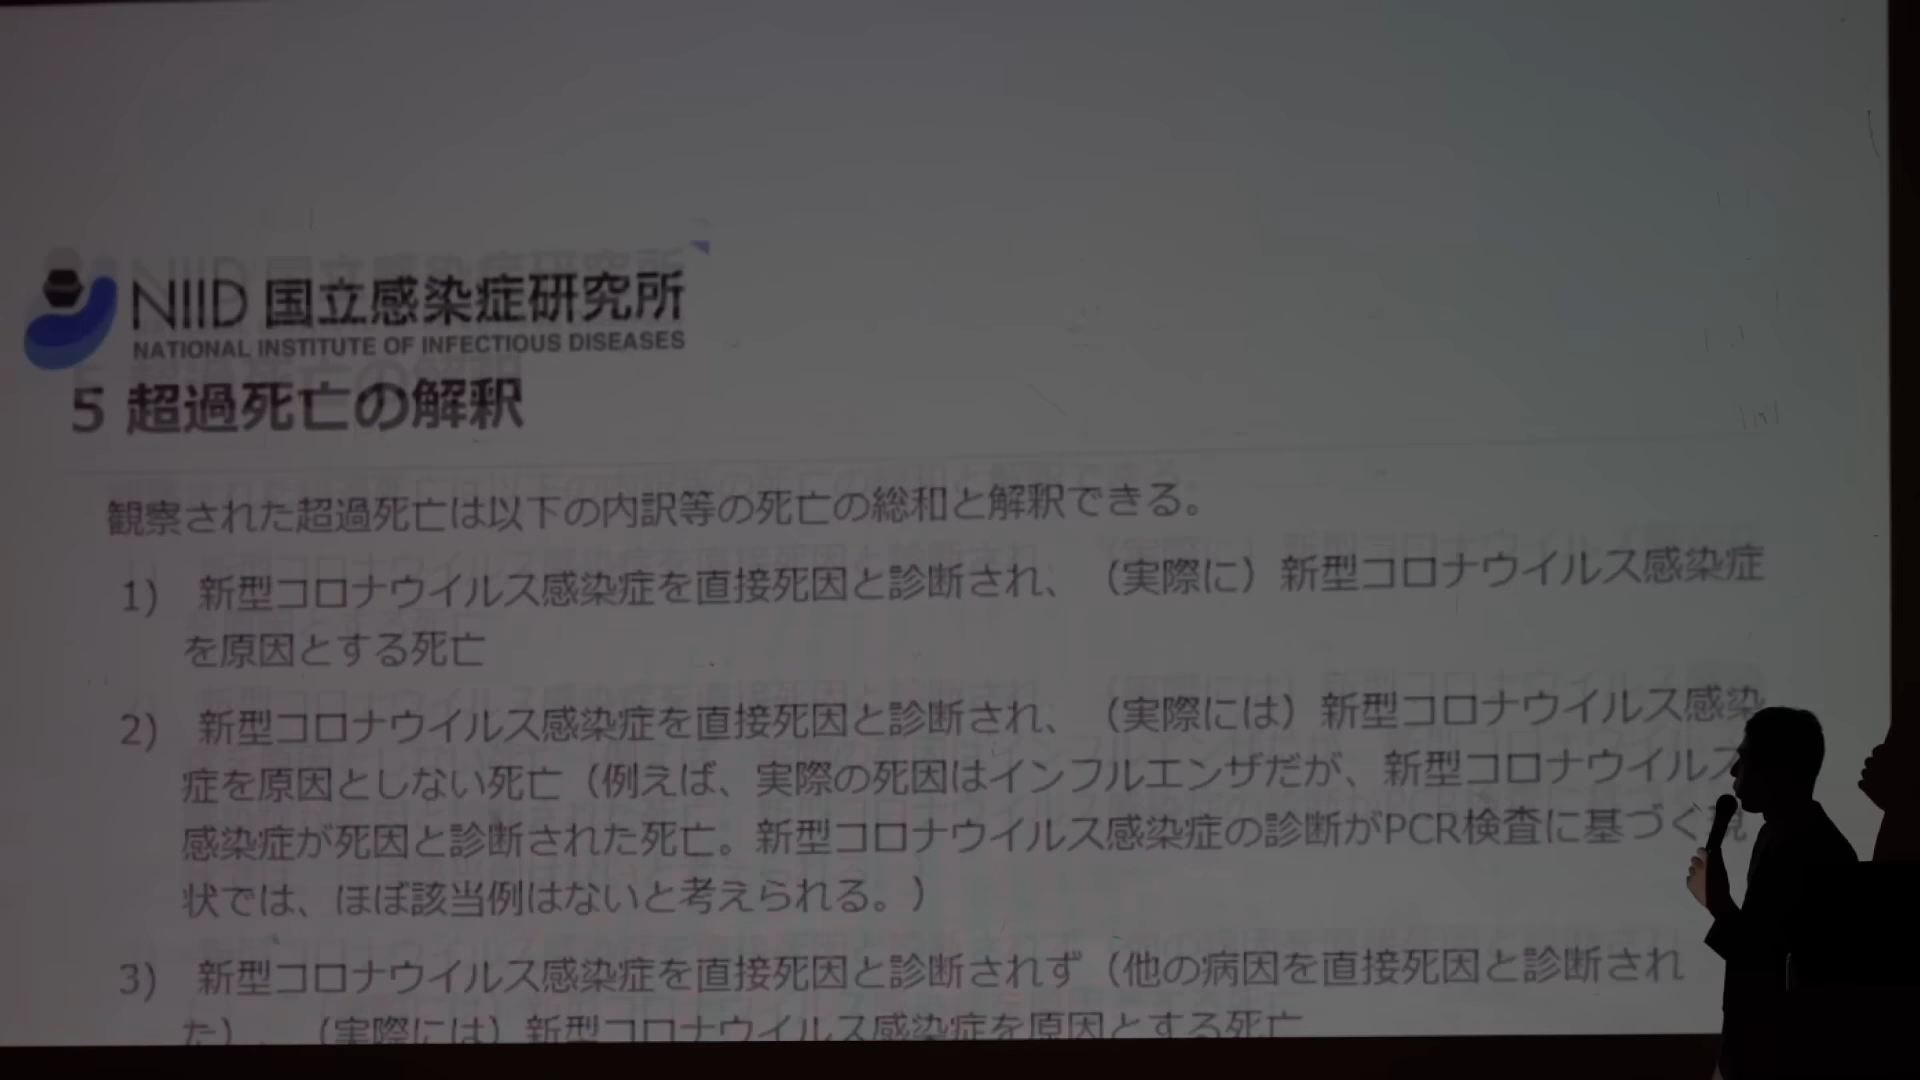 NIID 国立感染症研究所
NATIONAL INSTITUTE OF INFECTIOUS DISEASES
5 超過死亡の解釈
観察された超過死亡は以下の内訳等の死亡の総和と解釈できる。
1) 新型コロナウイルス感染症を直接死因と診断され、（実際に）新型コロナウイルス感染症
を原因とする死亡
2) 新型コロナウイルス感染症を直接死因と診断され、（実際には）新型コロナウイルス感染
症を原因としない死亡（例えば、実際の死因はインフルエンザだが、新型コロナウイルス
感染症が死因と診断された死亡。新型コロナウイルス感染症の診断がPCR検査に基づく現
状では、ほぼ該当例はないと考えられる。）
3) 新型コロナウイルス感染症を直接死因と診断されず（他の病因を直接死因と診断され
た）、（実際には）新型コロナウイルス感染症を原因とする死亡